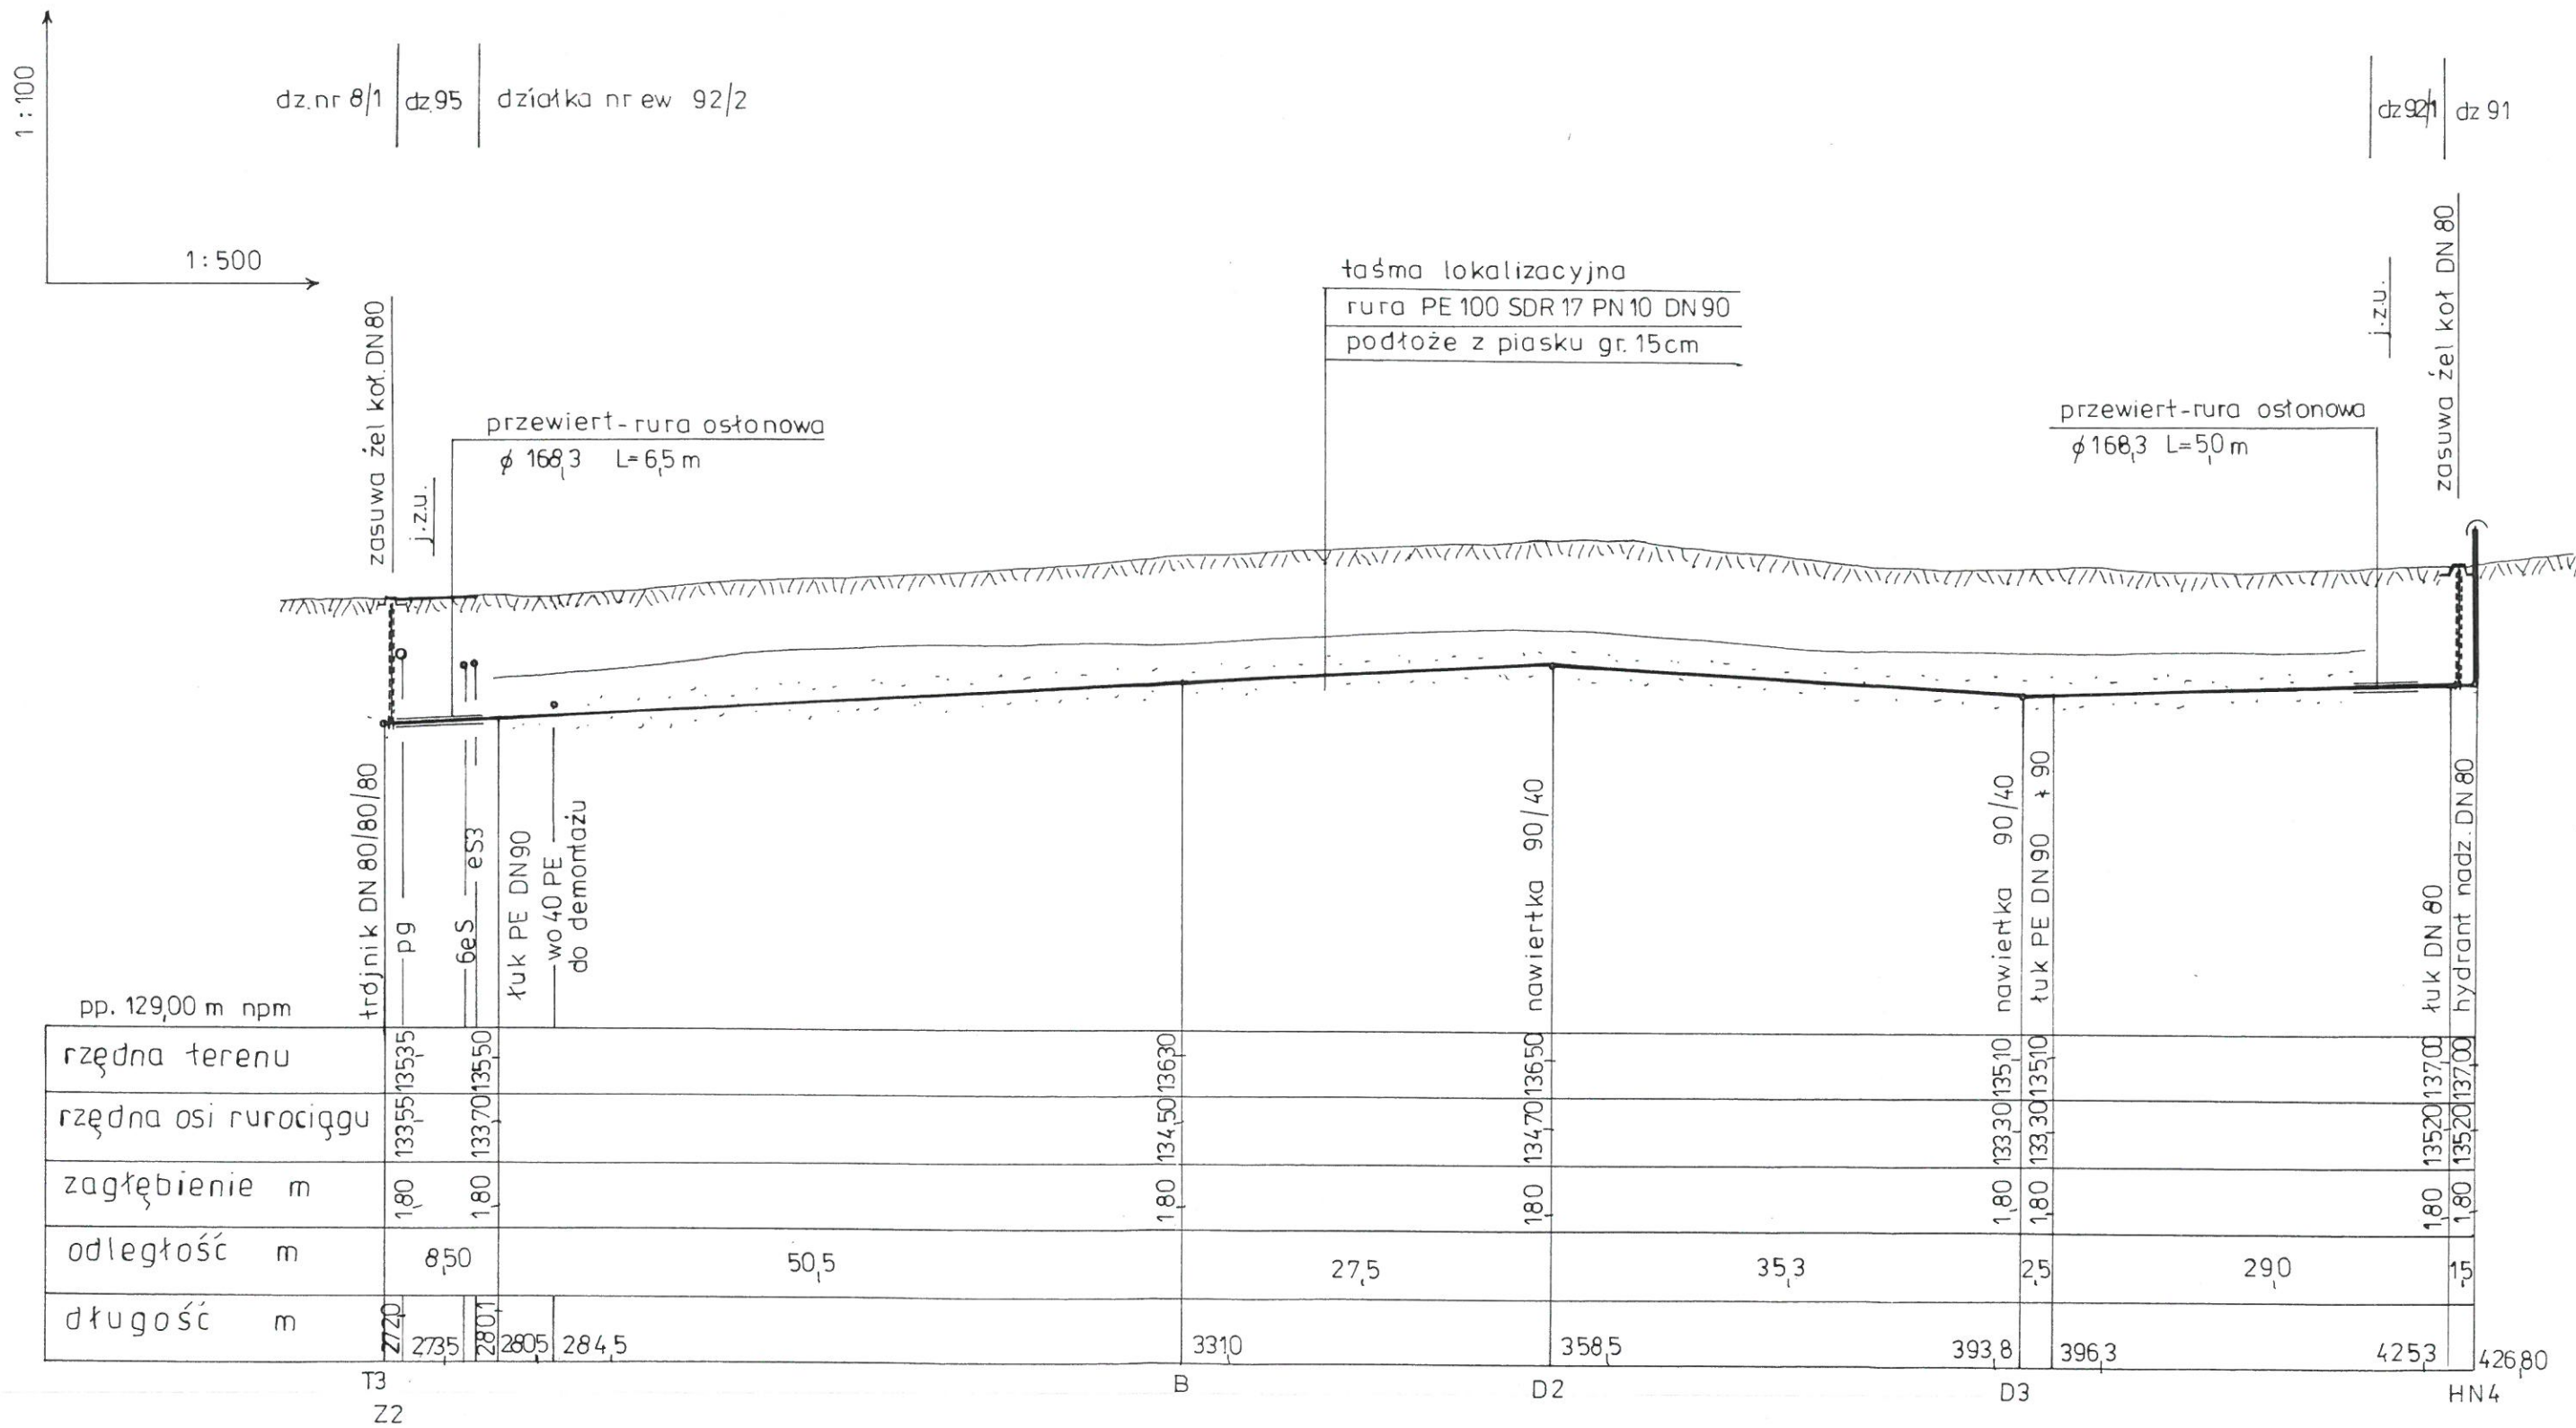 1:100
1:500
dz.nr 8/1
dz.95
działka nr ew 92/2
dz92/1
dz 91
zasuwa żel koł. DN80
j.z.u.
przewiert-rura osłonowa
ϕ 168,3 L=6,5m
taśma lokalizacyjna
rura PE 100 SDR 17 PN 10 DN 90
podłoże z piasku gr. 15cm
przewiert-rura osłonowa
ϕ 168,3 L=5,0m
j.z.u.
zasuwa żel koł DN 80
trójnik DN 80/80/80
pg
6eS
eS3
łuk PE DN90
wo 40 PE
do demontażu
nawiertka 90/40
nawiertka 90/40
łuk PE DN 90 ∢ 90
łuk DN 80
hydrant nadz. DN 80
pp. 129,00 m npm
rzędna terenu 135,35 135,50 136,30 136,50 135,10 135,10 137,00 137,00
rzędna osi rurociągu 133,55 133,70 134,50 134,70 133,30 133,30 135,20 135,20
zagłębienie m 1,80 1,80 1,80 1,80 1,80 1,80 1,80 1,80
odległość m 8,50 50,5 27,5 35,3 2,5 29,0 1,5
długość m 272,0 273,5 280,1 280,5 284,5 331,0 358,5 393,8 396,3 425,3 426,80
T3 B D2 D3 HN4
Z2